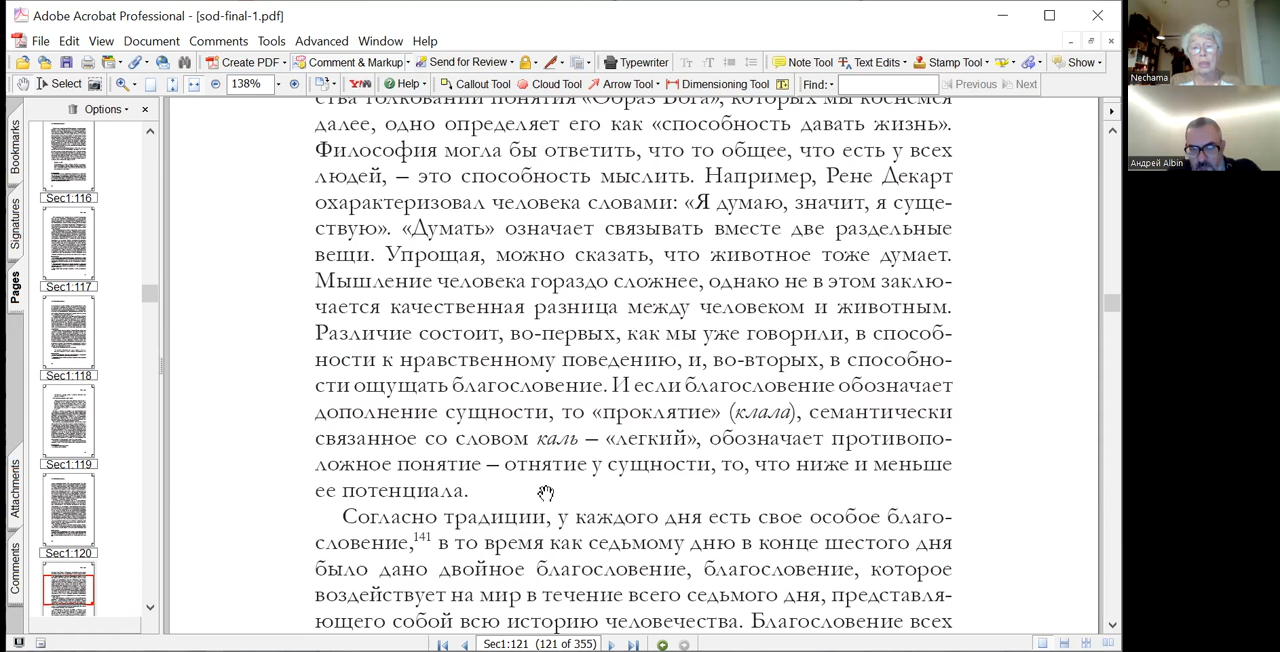 Adobe Acrobat Professional - [sod-final-1.pdf]
File Edit View Document Comments Tools Advanced Window Help
Create PDF Comment & Markup Send for Review Typewriter Note Tool Text Edits Stamp Tool Show
Select 138% Y! Help Callout Tool Cloud Tool Arrow Tool Dimensioning Tool Find: Previous Next
Options
Bookmarks
Signatures
Pages
Attachments
Comments
Sec1:116
Sec1:117
Sec1:118
Sec1:119
Sec1:120
ства толкований понятия «Образ Бога», которых мы коснемся
далее, одно определяет его как «способность давать жизнь».
Философия могла бы ответить, что то общее, что есть у всех
людей, – это способность мыслить. Например, Рене Декарт
охарактеризовал человека словами: «Я думаю, значит, я суще-
ствую». «Думать» означает связывать вместе две раздельные
вещи. Упрощая, можно сказать, что животное тоже думает.
Мышление человека гораздо сложнее, однако не в этом заклю-
чается качественная разница между человеком и животным.
Различие состоит, во-первых, как мы уже говорили, в способ-
ности к нравственному поведению, и, во-вторых, в способно-
сти ощущать благословение. И если благословение обозначает
дополнение сущности, то «проклятие» (клала), семантически
связанное со словом каль – «легкий», обозначает противопо-
ложное понятие – отнятие у сущности, то, что ниже и меньше
ее потенциала.
Согласно традиции, у каждого дня есть свое особое благо-
словение,141 в то время как седьмому дню в конце шестого дня
было дано двойное благословение, благословение, которое
воздействует на мир в течение всего седьмого дня, представля-
ющего собой всю историю человечества. Благословение всех
Sec1:121 (121 of 355)
Nechama
Андрей Albin